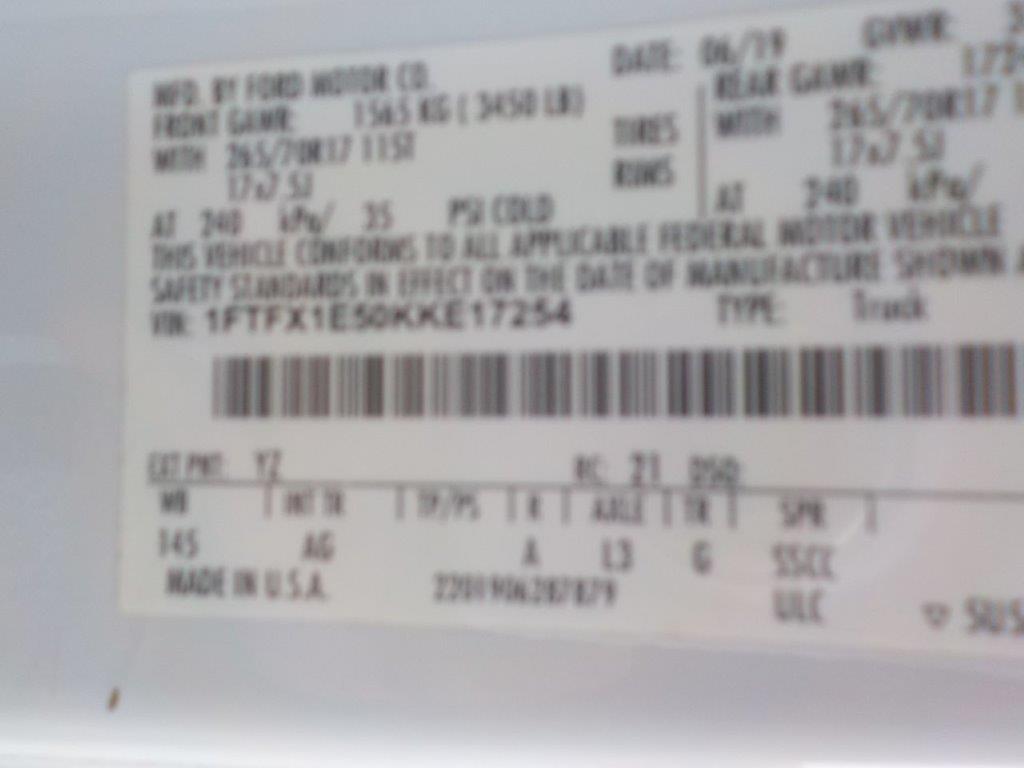 MFD. BY FORD MOTOR CO. DATE: 06/19 GVWR:
FRONT GAWR: 1565 KG ( 3450 LB) REAR GAWR:
WITH 265/70R17 115T TIRES WITH 265/70R17
17x7.5J RIMS 17x7.5J
AT 240 kPa/ 35 PSI COLD AT 240 kPa/
THIS VEHICLE CONFORMS TO ALL APPLICABLE FEDERAL MOTOR VEHICLE
SAFETY STANDARDS IN EFFECT ON THE DATE OF MANUFACTURE SHOWN
VIN: 1FTFX1E50KKE17254 TYPE: Truck
EXT PNT: YZ RC: 21 DSO:
WB INT TR TP/PS R AXLE TR SPR
145 AG A L3 G SSCC
MADE IN U.S.A. 2201906287879 ULC